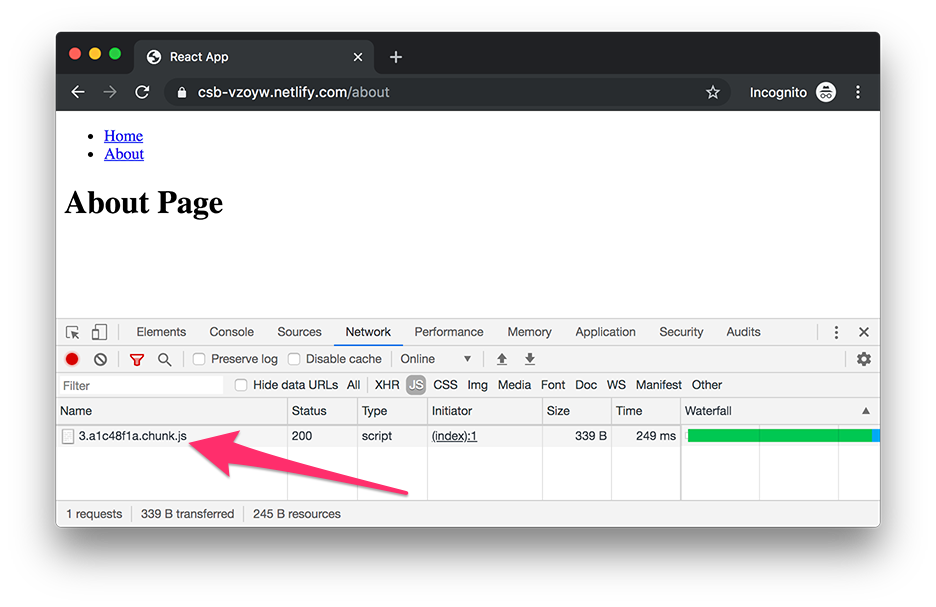 React App
csb-vzoyw.netlify.com/about
Incognito
Home
About
About Page
Elements Console Sources Network Performance Memory Application Security Audits
Preserve log Disable cache Online
Filter Hide data URLs All XHR JS CSS Img Media Font Doc WS Manifest Other
Name Status Type Initiator Size Time Waterfall
3.a1c48f1a.chunk.js 200 script (index):1 339 B 249 ms
1 requests 339 B transferred 245 B resources